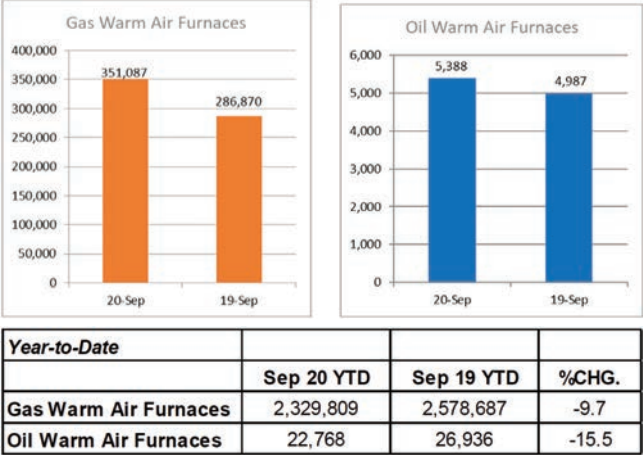 Gas Warm Air Furnaces
400,000
350,000
300,000
250,000
200,000
150,000
100,000
50,000
0
351,087
286,870
20-Sep 19-Sep
Oil Warm Air Furnaces
6,000
5,000
4,000
3,000
2,000
1,000
0
5,388
4,987
20-Sep 19-Sep
Year-to-Date
Sep 20 YTD Sep 19 YTD %CHG.
Gas Warm Air Furnaces 2,329,809 2,578,687 -9.7
Oil Warm Air Furnaces 22,768 26,936 -15.5